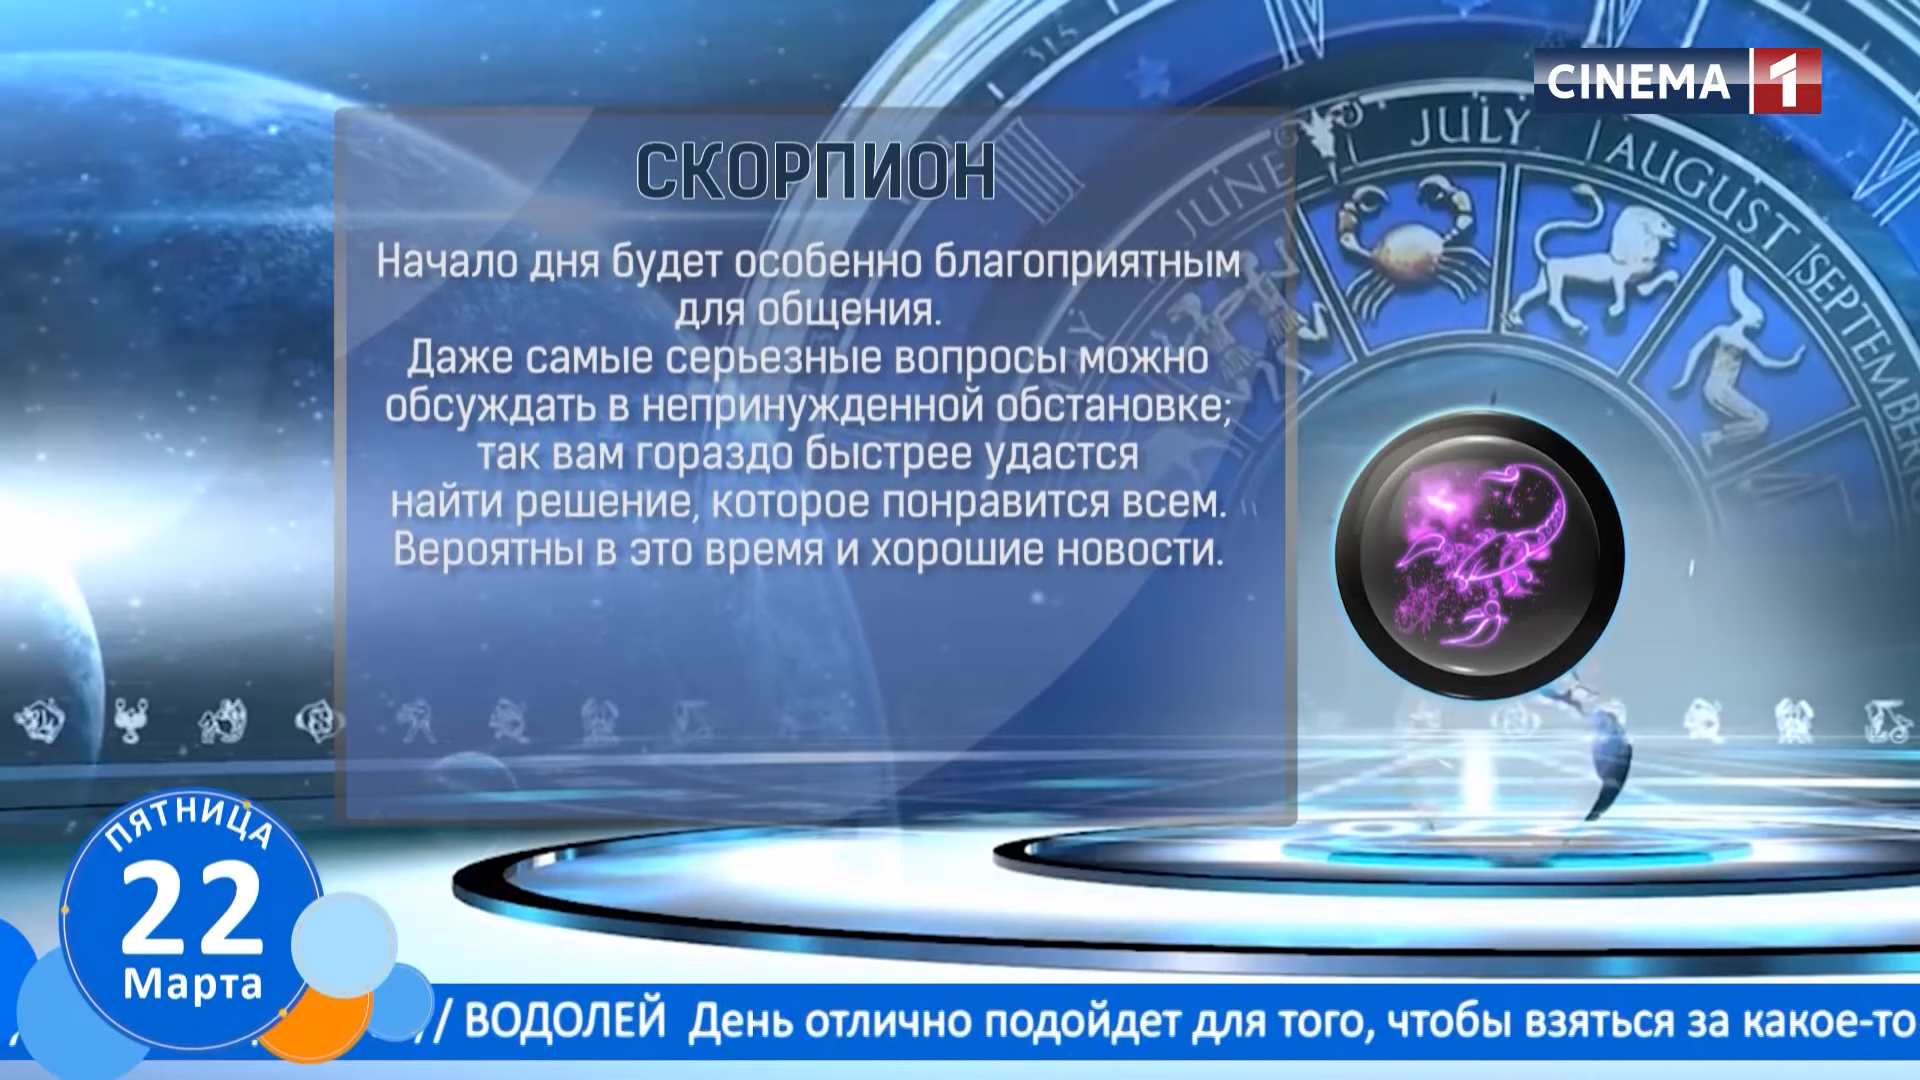 CINEMA 1
315
JUNE
JULY
AUGUST
SEPTEMBER
СКОРПИОН
Начало дня будет особенно благоприятным
для общения.
Даже самые серьезные вопросы можно
обсуждать в непринужденной обстановке;
так вам гораздо быстрее удастся
найти решение, которое понравится всем.
Вероятны в это время и хорошие новости.
ПЯТНИЦА
22
Марта
// ВОДОЛЕЙ День отлично подойдет для того, чтобы взяться за какое-то